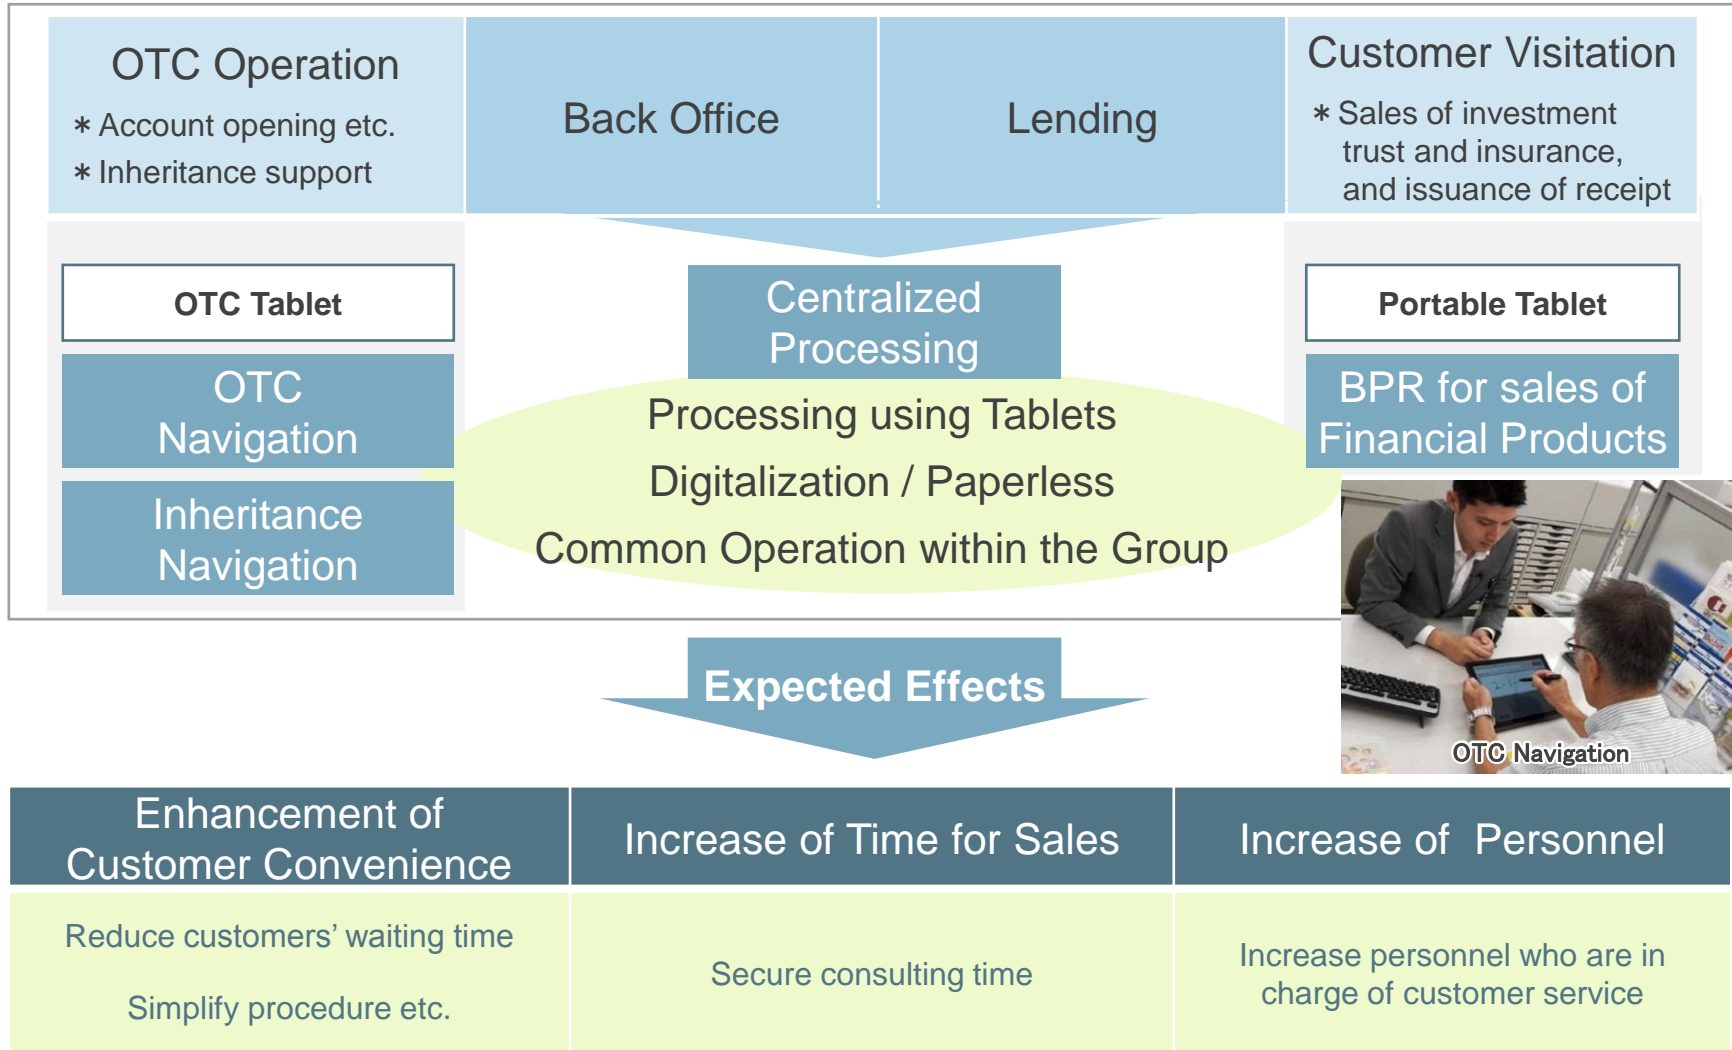 OTC Operation
* Account opening etc.
* Inheritance support
Back Office
Lending
Customer Visitation
* Sales of investment
trust and insurance,
and issuance of receipt
OTC Tablet
OTC
Navigation
Inheritance
Navigation
Centralized
Processing
Processing using Tablets
Digitalization / Paperless
Common Operation within the Group
Portable Tablet
BPR for sales of
Financial Products
OTC Navigation
Expected Effects
Enhancement of
Customer Convenience
Increase of Time for Sales
Increase of Personnel
Reduce customers’ waiting time
Simplify procedure etc.
Secure consulting time
Increase personnel who are in
charge of customer service